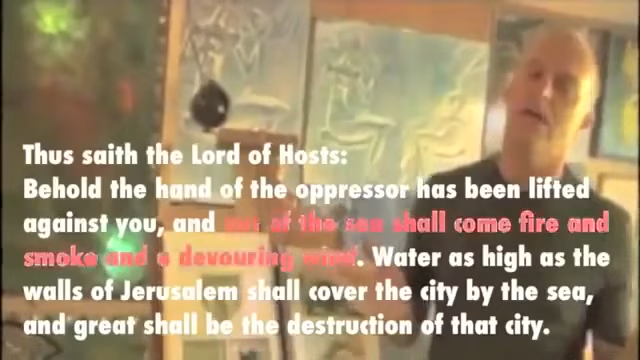 Thus saith the Lord of Hosts:
Behold the hand of the oppressor has been lifted
against you, and out of the sea shall come fire and
smoke and a devouring wind. Water as high as the
walls of Jerusalem shall cover the city by the sea,
and great shall be the destruction of that city.